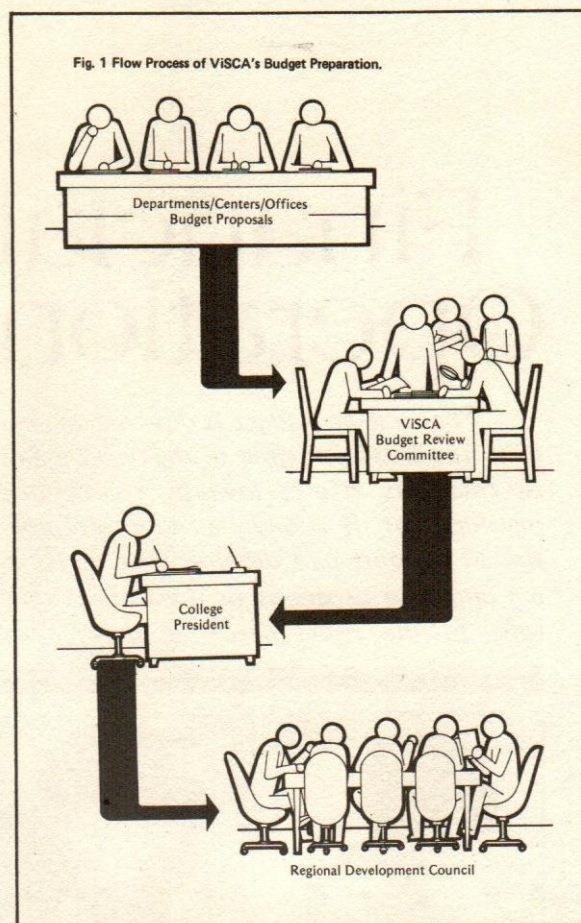 Fig. 1 Flow Process of ViSCA's Budget Preparation.
Departments/Centers/Offices
Budget Proposals
ViSCA
Budget Review
Committee
College
President
Regional Development Council